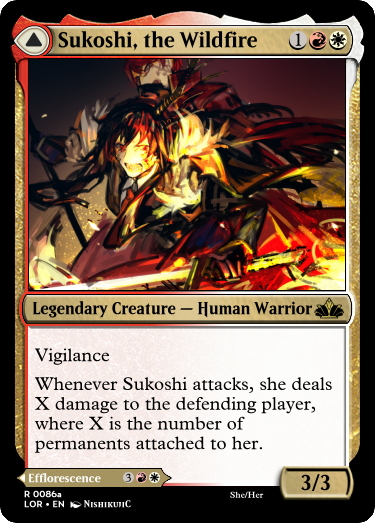 Sukoshi, the Wildfire 1
Legendary Creature — Human Warrior
Vigilance
Whenever Sukoshi attacks, she deals
X damage to the defending player,
where X is the number of
permanents attached to her.
Efflorescence 3
3/3
R 0086a She/Her
LOR • EN NishikujiC